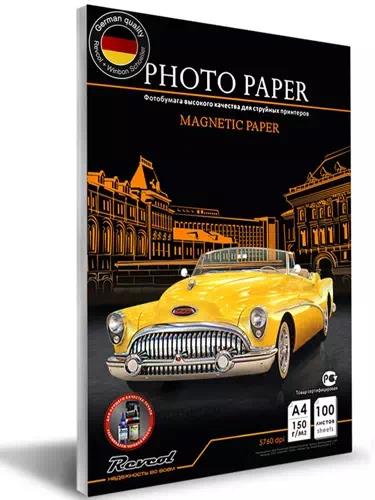 German quality
Revcol + Winbon Schleifer
PHOTO PAPER
Фотобумага высокого качества для струйных принтеров
MAGNETIC PAPER
Товар сертифицирован
A4
150
г/м2
100
ЛИСТОВ
sheets
5760 dpi
Revcol
надежность во всем